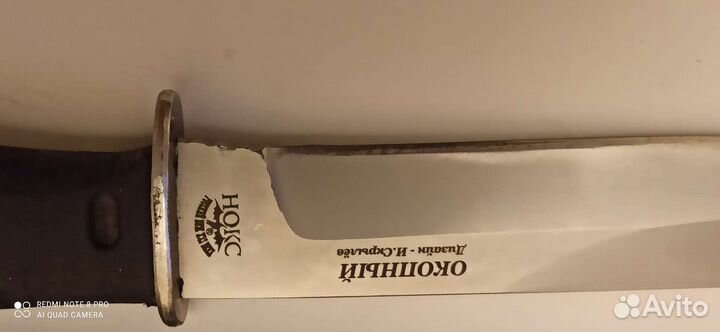 НОКС
ОКОПНЫЙ
Дизайн - И.Скрылёв
REDMI NOTE 8 PRO
AI QUAD CAMERA
Avito